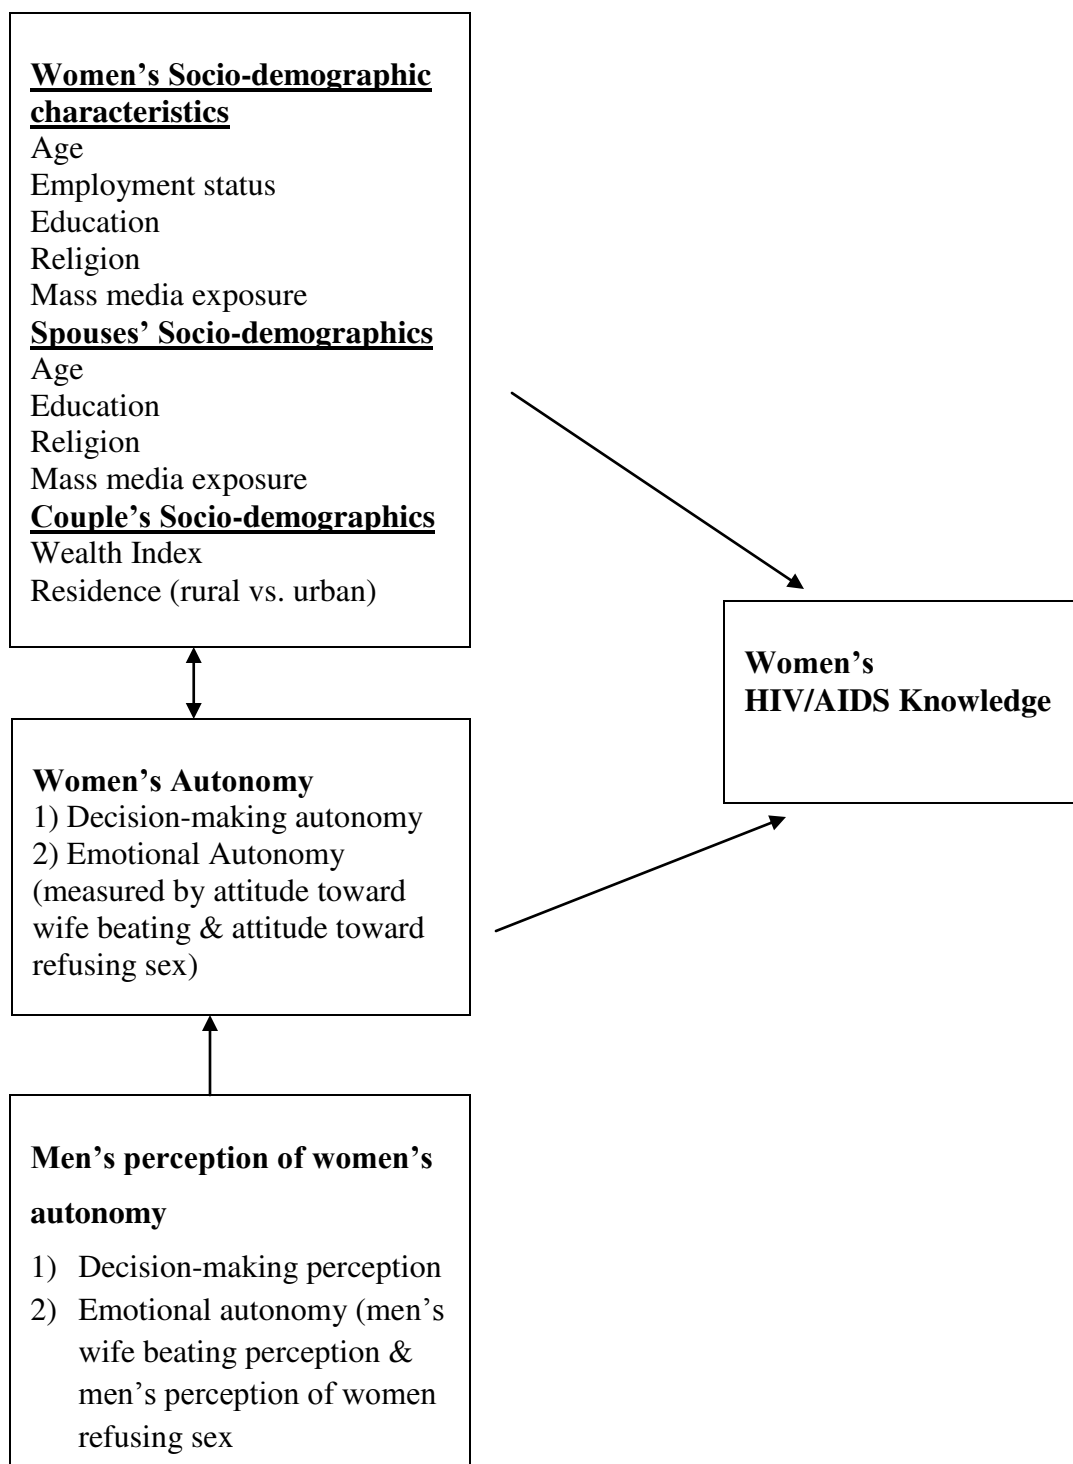 Women’s Socio-demographic
characteristics
Age
Employment status
Education
Religion
Mass media exposure
Spouses’ Socio-demographics
Age
Education
Religion
Mass media exposure
Couple’s Socio-demographics
Wealth Index
Residence (rural vs. urban)
Women’s
HIV/AIDS Knowledge
Women’s Autonomy
1) Decision-making autonomy
2) Emotional Autonomy
(measured by attitude toward
wife beating & attitude toward
refusing sex)
Men’s perception of women’s
autonomy
1) Decision-making perception
2) Emotional autonomy (men’s
wife beating perception &
men’s perception of women
refusing sex